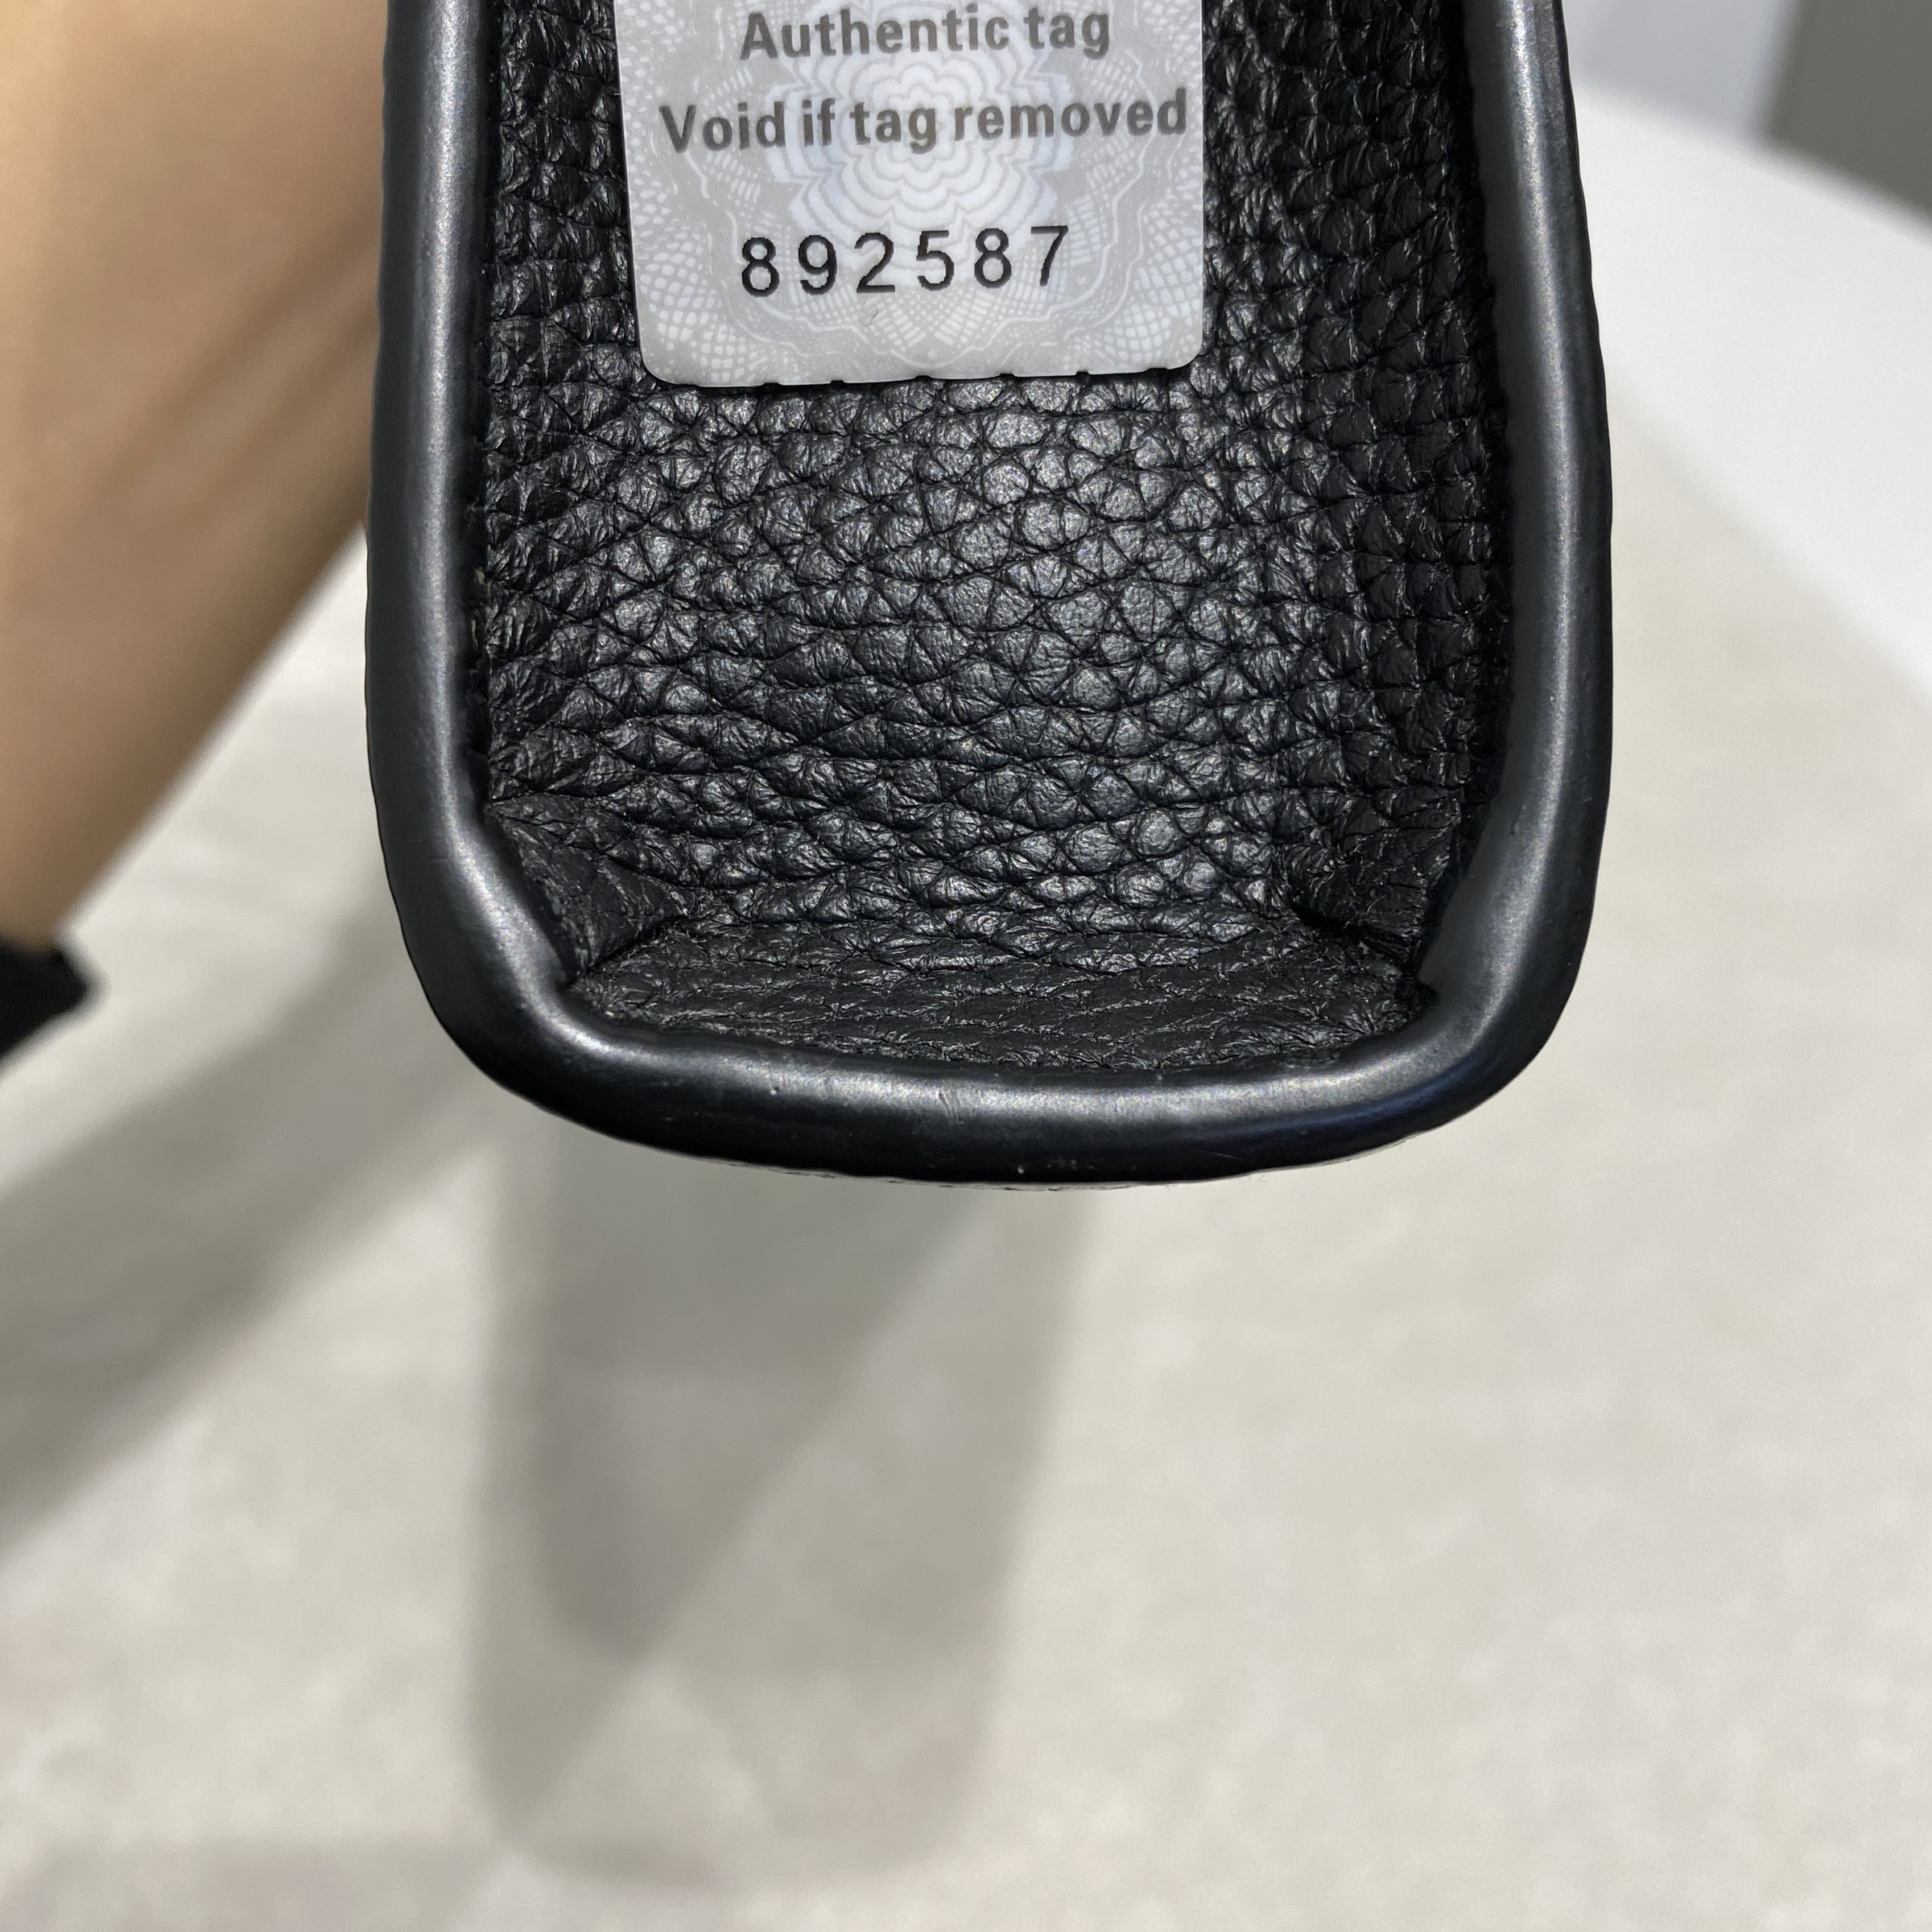 Authentic tag
Void if tag removed
892587